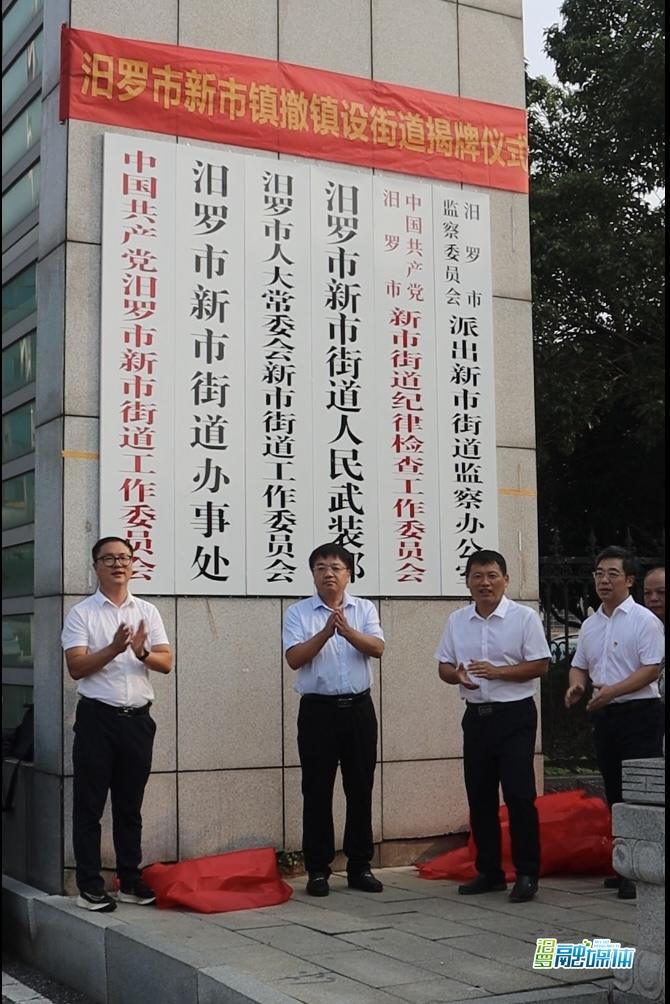 汨罗市新市镇撤镇设街道揭牌仪式
中国共产党汨罗市新市街道工作委员会
汨罗市新市街道办事处
汨罗市人大常委会新市街道工作委员会
汨罗市新市街道人民武装部
中国共产党
汨罗市
新市街道纪律检查工作委员会
汨罗市
监察委员会
派出新市街道监察办公室
汨罗融媒体